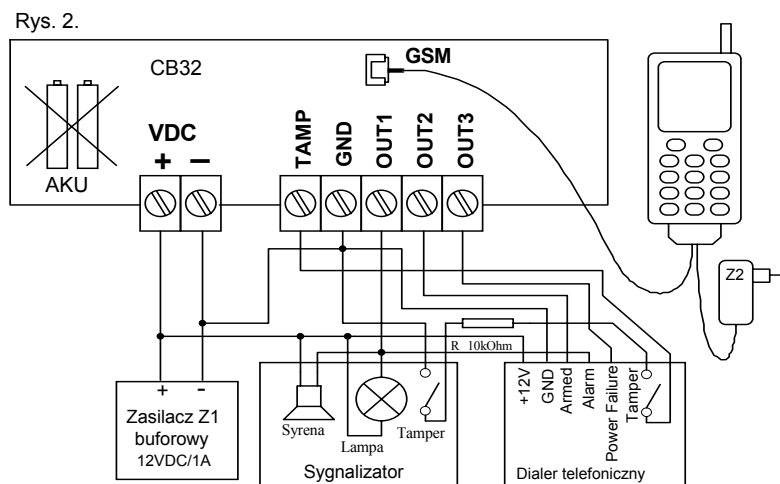 Rys. 2.
CB32
GSM
AKU
VDC
+ −
TAMP
GND
OUT1
OUT2
OUT3
Z2
R 10kOhm
+ -
Zasilacz Z1
buforowy
12VDC/1A
Syrena
Lampa
Tamper
Sygnalizator
+12V
GND
Armed
Alarm
Power Failure
Tamper
Dialer telefoniczny